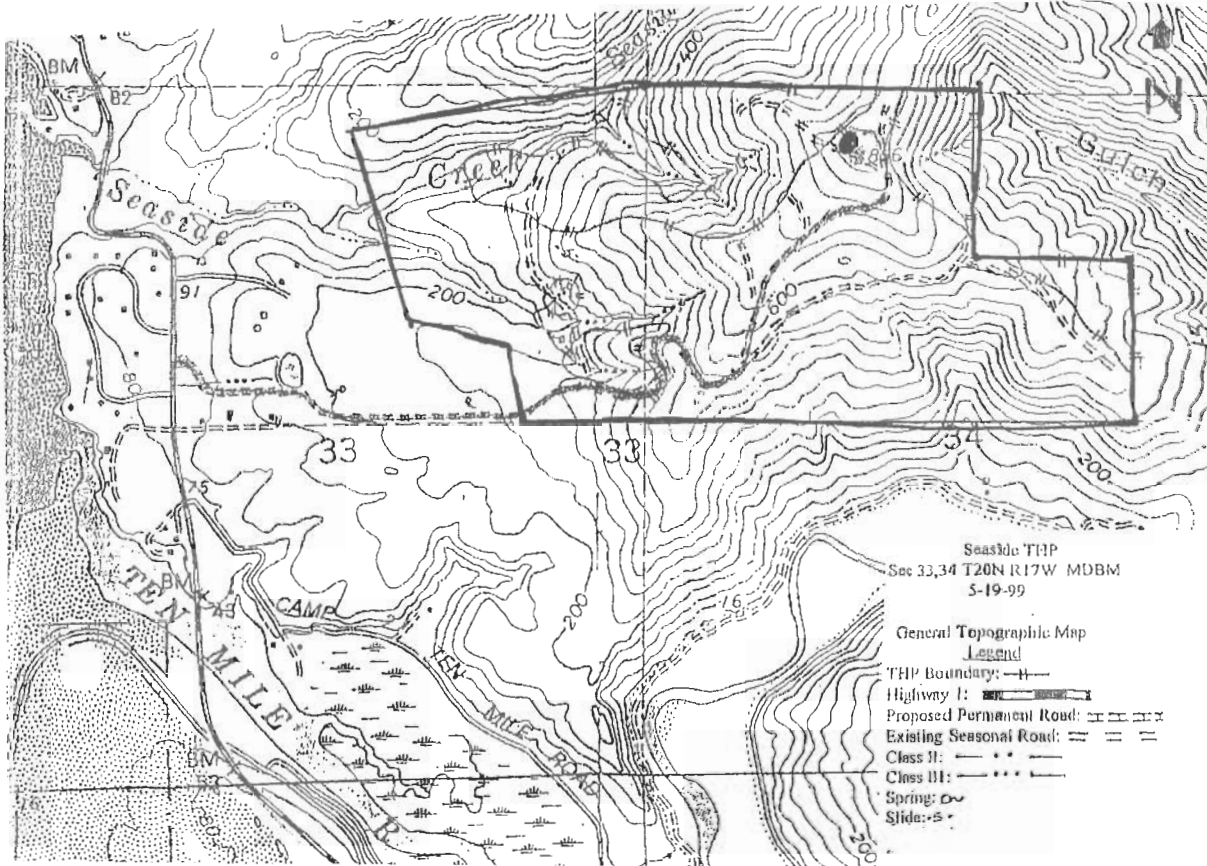 BM
82
Seaside
400
N
200
Creek
Gulch
Seaside
91
200
600
80
33
33
34
200
75
TEN
BM
43
CAMP
16
200
MILE
TEN
MILE ROAD
BM
R
200
Seaside THP
Sec 33,34 T20N R17W MDBM
5-19-99
General Topographic Map
Legend
THP Boundary:
Highway 1:
Proposed Permanent Road:
Existing Seasonal Road:
Class II:
Class III:
Spring:
Slide: -S-